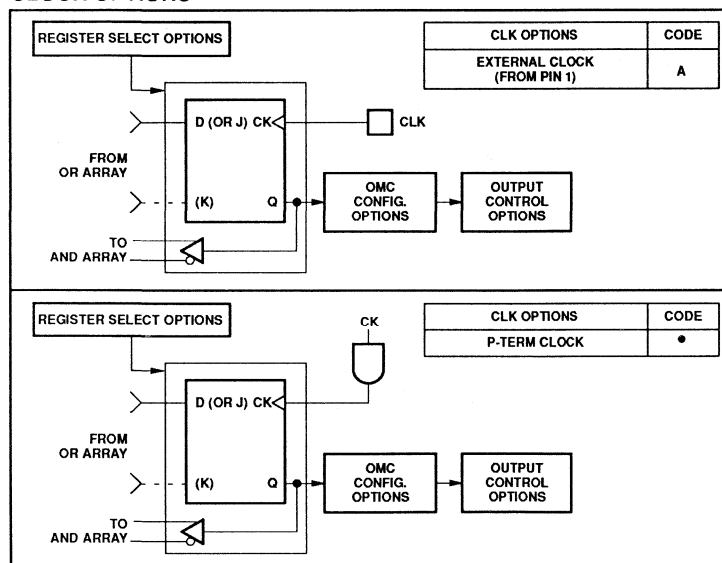 REGISTER SELECT OPTIONS
CLK OPTIONS CODE
EXTERNAL CLOCK
(FROM PIN 1)
A
D (OR J) CK
CLK
FROM
OR ARRAY
(K) Q
OMC
CONFIG.
OPTIONS
OUTPUT
CONTROL
OPTIONS
TO
AND ARRAY
REGISTER SELECT OPTIONS
CK
CLK OPTIONS CODE
P-TERM CLOCK ●
D (OR J) CK
FROM
OR ARRAY
(K) Q
OMC
CONFIG.
OPTIONS
OUTPUT
CONTROL
OPTIONS
TO
AND ARRAY